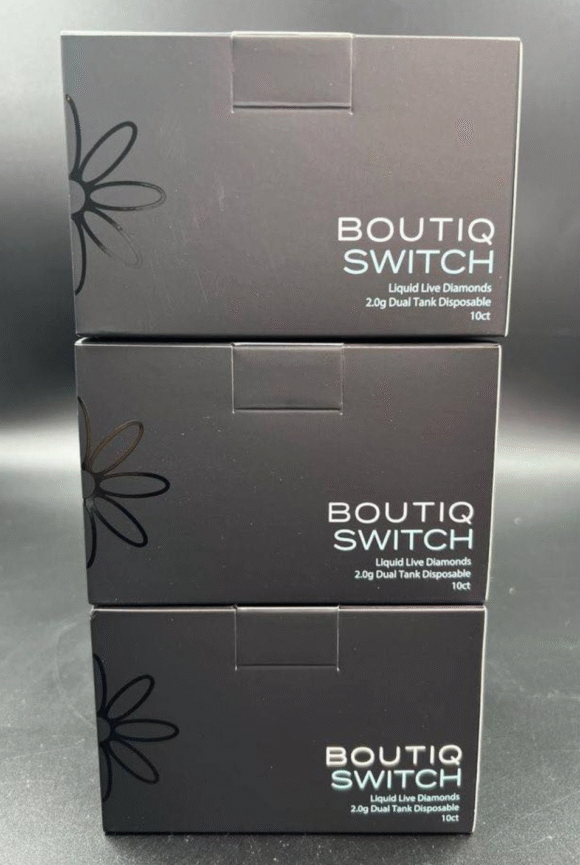 BOUTIQ
SWITCH
Liquid Live Diamonds
2.0g Dual Tank Disposable
10ct
BOUTIQ
SWITCH
Liquid Live Diamonds
2.0g Dual Tank Disposable
10ct
BOUTIQ
SWITCH
Liquid Live Diamonds
2.0g Dual Tank Disposable
10ct